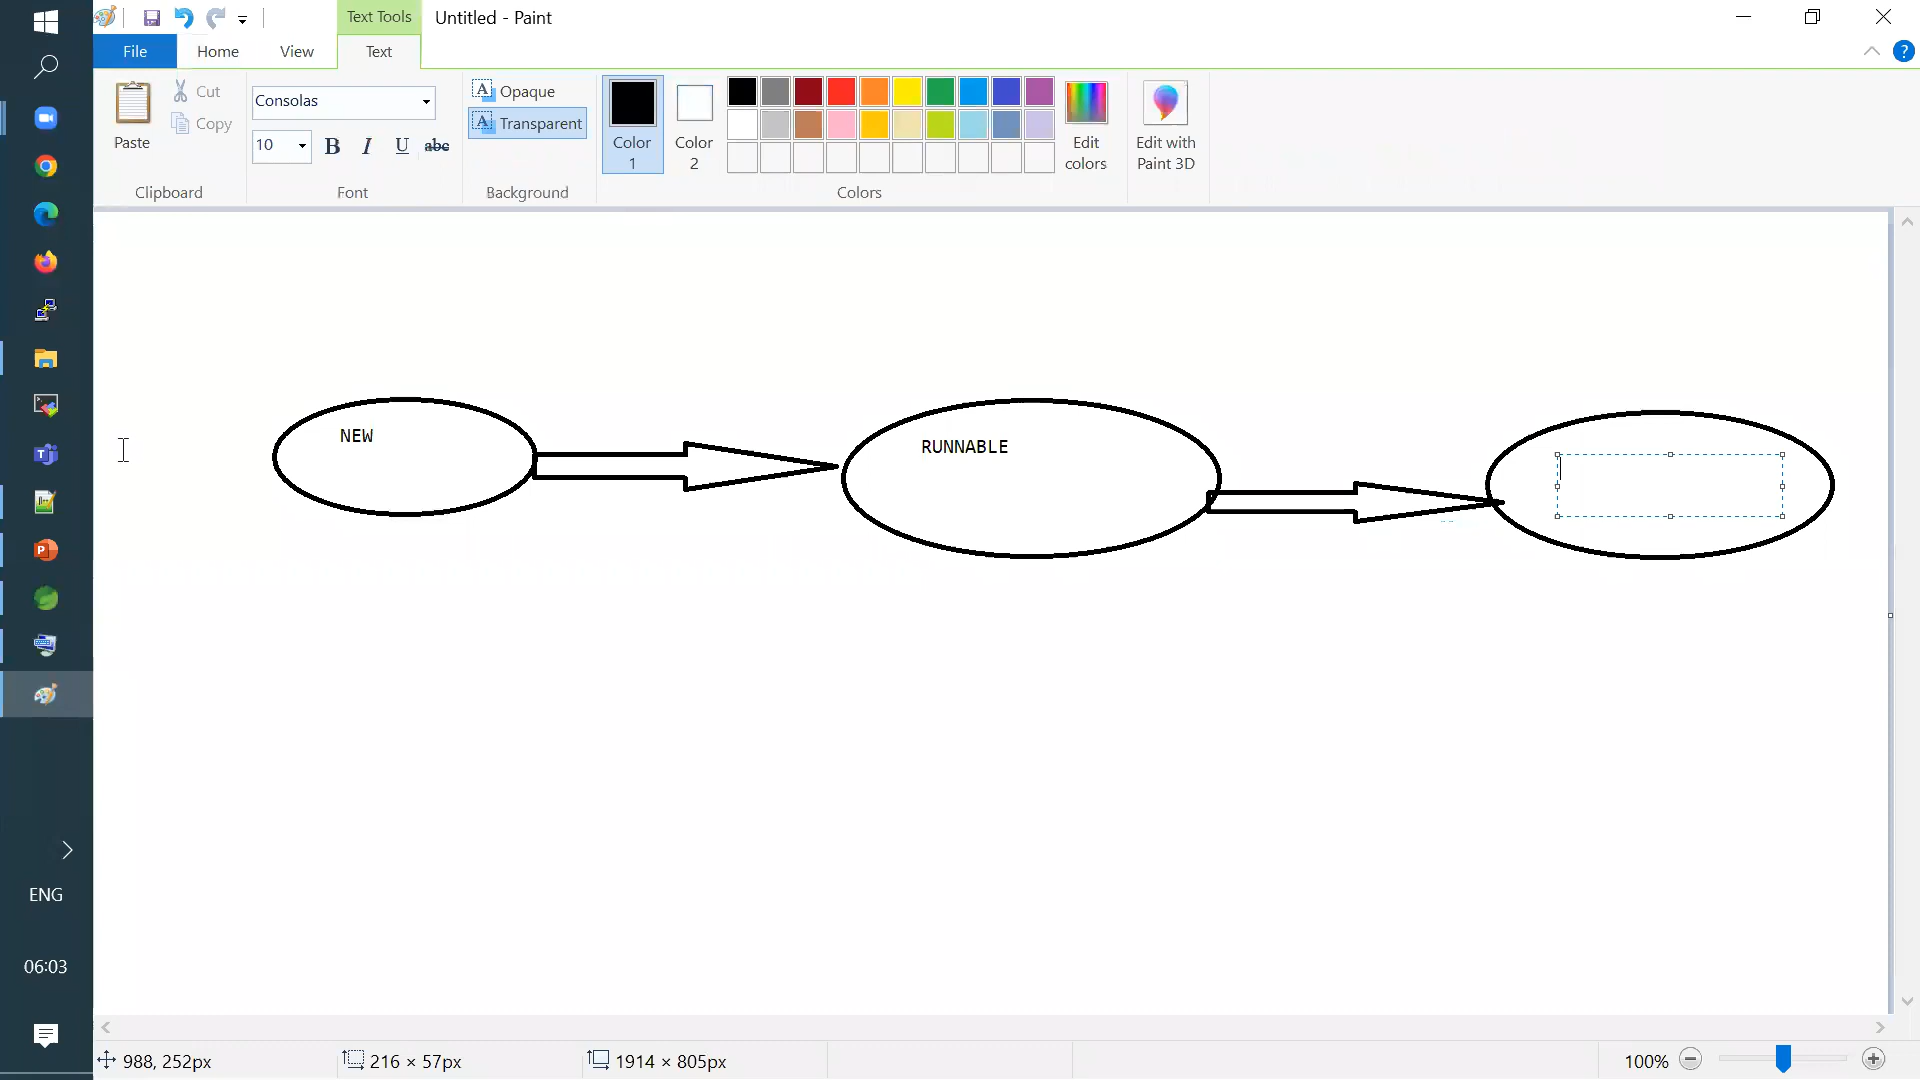 Text Tools
Untitled - Paint
File
Home
View
Text
Paste
Cut
Copy
Clipboard
Consolas
10
B
I
U
abc
Font
A Opaque
A Transparent
Background
Color 1
Color 2
Edit colors
Edit with Paint 3D
Colors
NEW
RUNNABLE
ENG
06:03
988, 252px
216 × 57px
1914 × 805px
100%